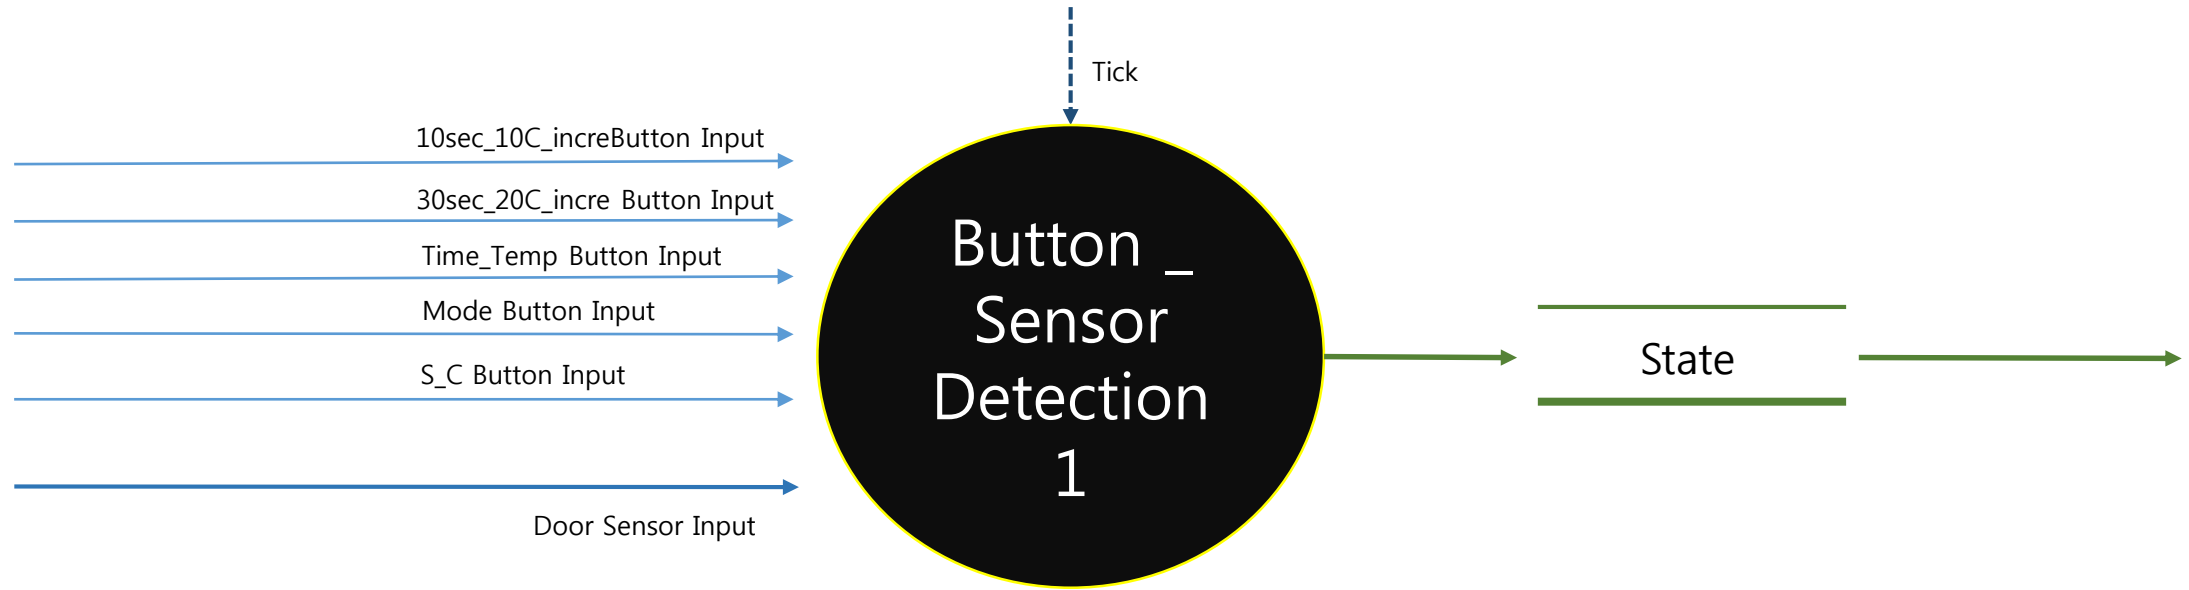 Tick
10sec_10C_increButton Input
30sec_20C_incre Button Input
Time_Temp Button Input
Mode Button Input
S_C Button Input
Door Sensor Input
Button _
Sensor
Detection
1
State